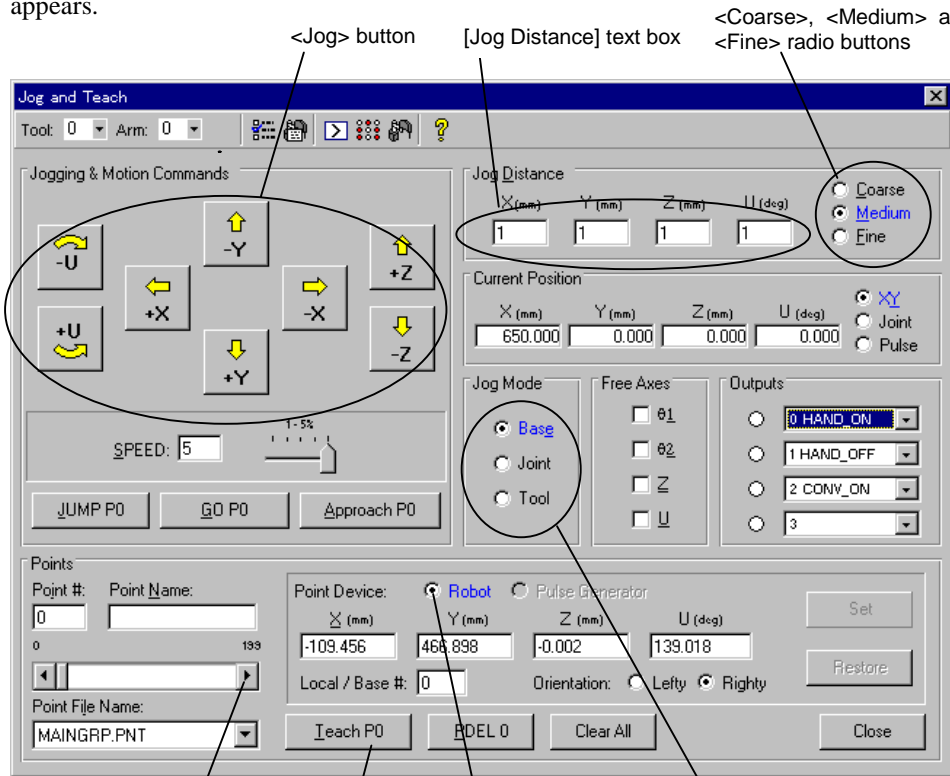 appears.
<Coarse>, <Medium> a
<Fine> radio buttons
<Jog> button
[Jog Distance] text box
Jog and Teach
Tool: 0 Arm: 0
Jogging & Motion Commands
-U
-Y
+Z
+X
-X
+U
+Y
-Z
1-5%
SPEED: 5
JUMP P0 GO P0 Approach P0
Jog Distance
X (mm) Y (mm) Z (mm) U (deg)
1 1 1 1
Coarse
Medium
Fine
Current Position
X (mm) Y (mm) Z (mm) U (deg)
650.000 0.000 0.000 0.000
XY
Joint
Pulse
Jog Mode
Base
Joint
Tool
Free Axes
θ1
θ2
Z
U
Outputs
0 HAND_ON
1 HAND_OFF
2 CONV_ON
3
Points
Point #: Point Name:
0
0 199
Point File Name:
MAINGRP.PNT
Point Device: Robot Pulse Generator
X (mm) Y (mm) Z (mm) U (deg)
-109.456 466.898 -0.002 139.018
Local / Base #: 0 Orientation: Lefty Righty
Set
Restore
Teach P0 PDEL 0 Clear All Close